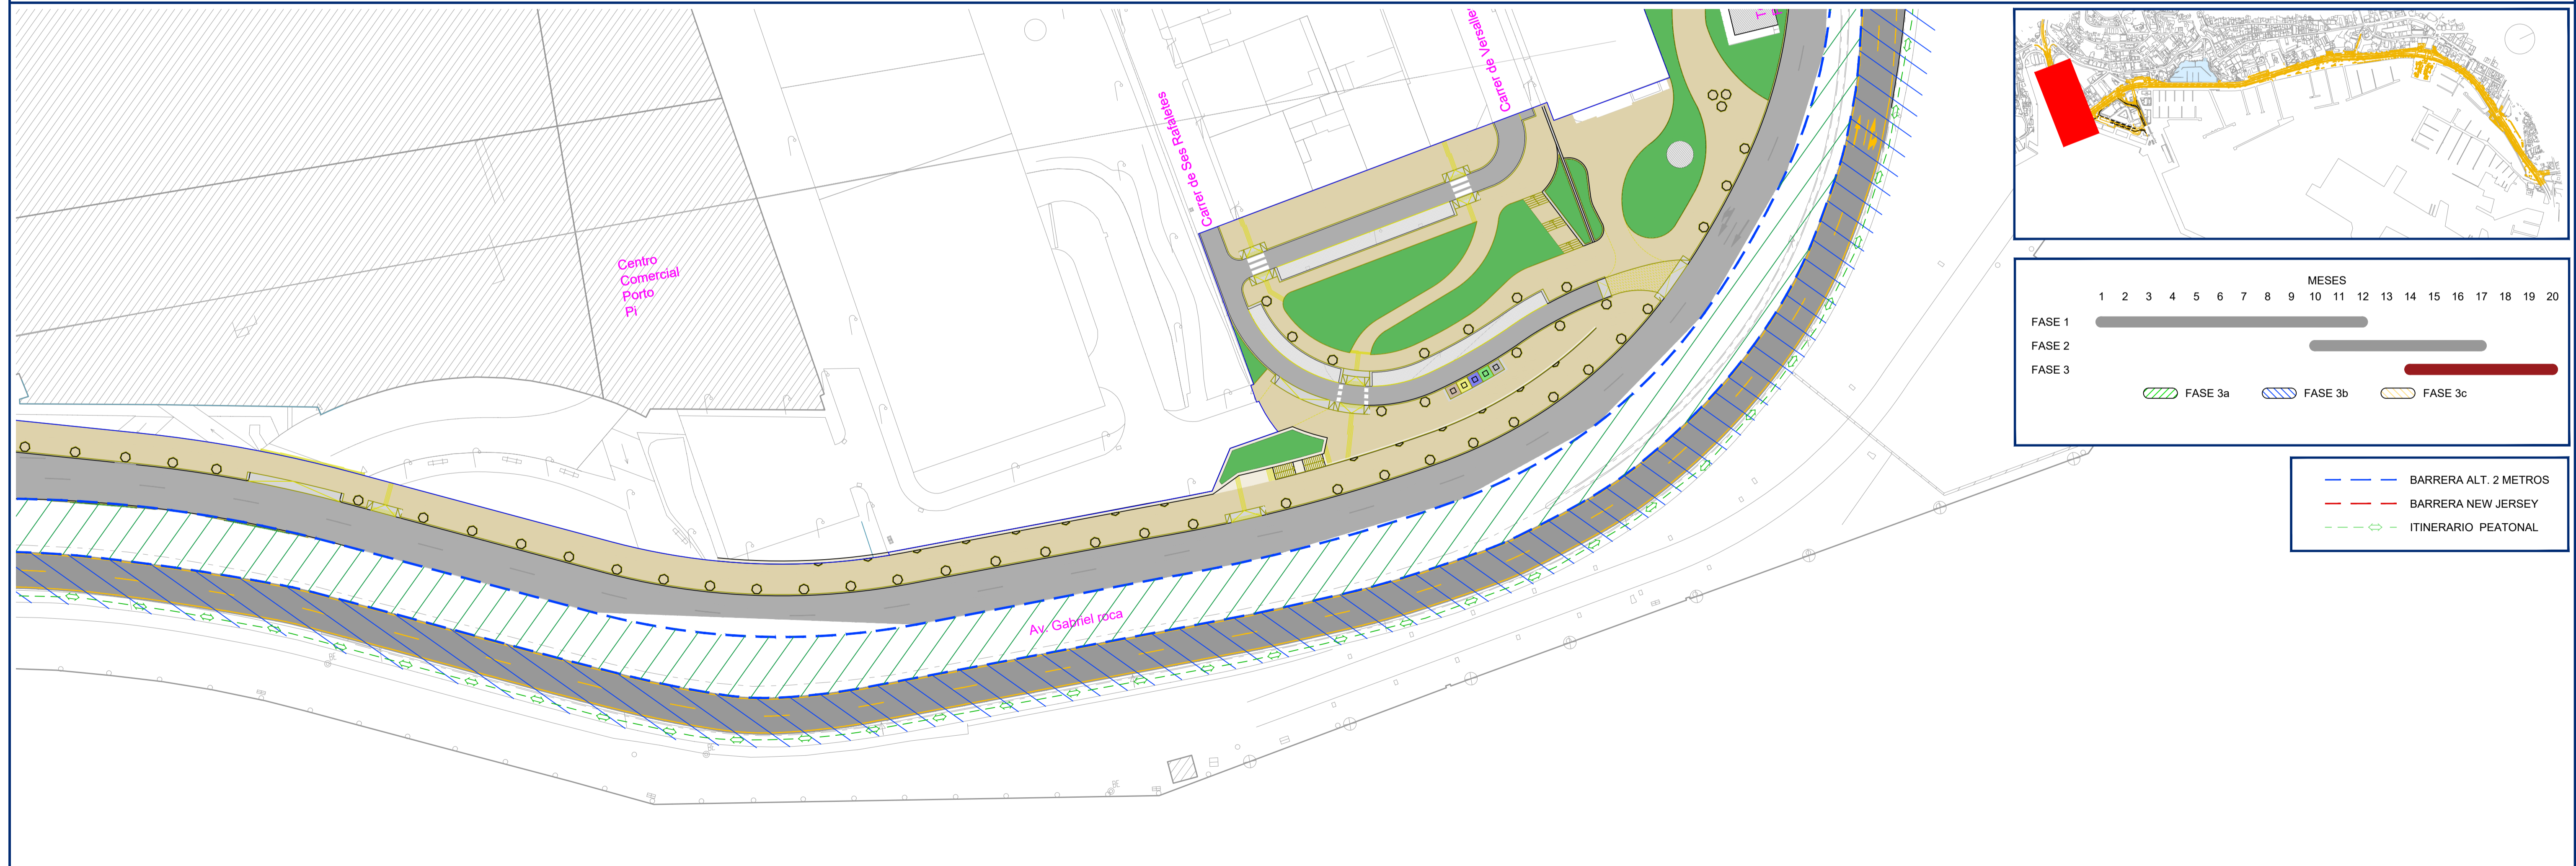 Centro
Comercial
Porto
Pi
Carrer de Ses Rafaletes
Carrer de Versalle
Av. Gabriel roca
MESES
1 2 3 4 5 6 7 8 9 10 11 12 13 14 15 16 17 18 19 20
FASE 1
FASE 2
FASE 3
FASE 3a FASE 3b FASE 3c
BARRERA ALT. 2 METROS
BARRERA NEW JERSEY
ITINERARIO PEATONAL